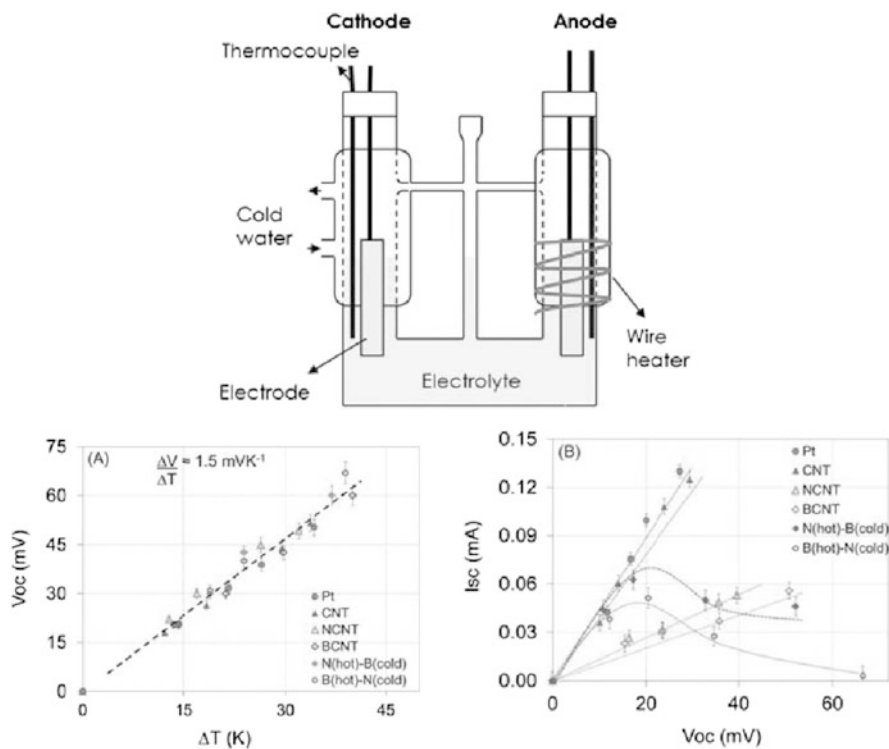 Cathode
Anode
Thermocouple
Cold
water
Wire
heater
Electrode
Electrolyte
(A)
ΔV
ΔT
= 1.5 mVK⁻¹
75
60
45
30
15
0
Voc (mV)
Pt
CNT
NCNT
BCNT
N(hot)-B(cold)
B(hot)-N(cold)
0
15
30
45
ΔT (K)
(B)
0.15
0.12
0.09
0.06
0.03
0.00
Isc (mA)
Pt
CNT
NCNT
BCNT
N(hot)-B(cold)
B(hot)-N(cold)
0
20
40
60
Voc (mV)